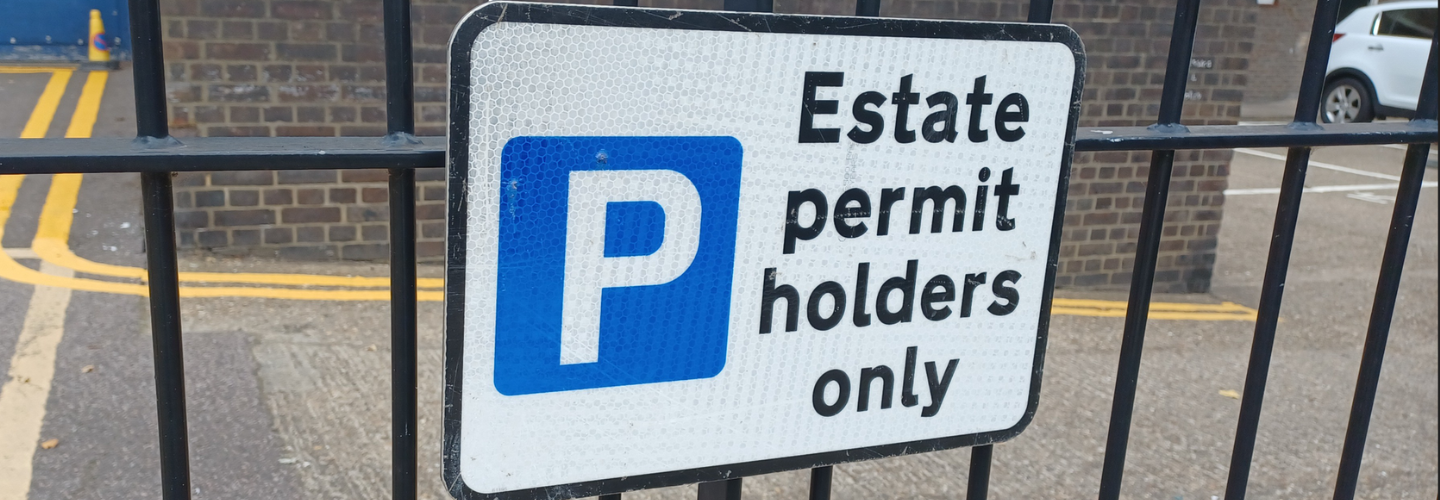 P
Estate
permit
holders
only